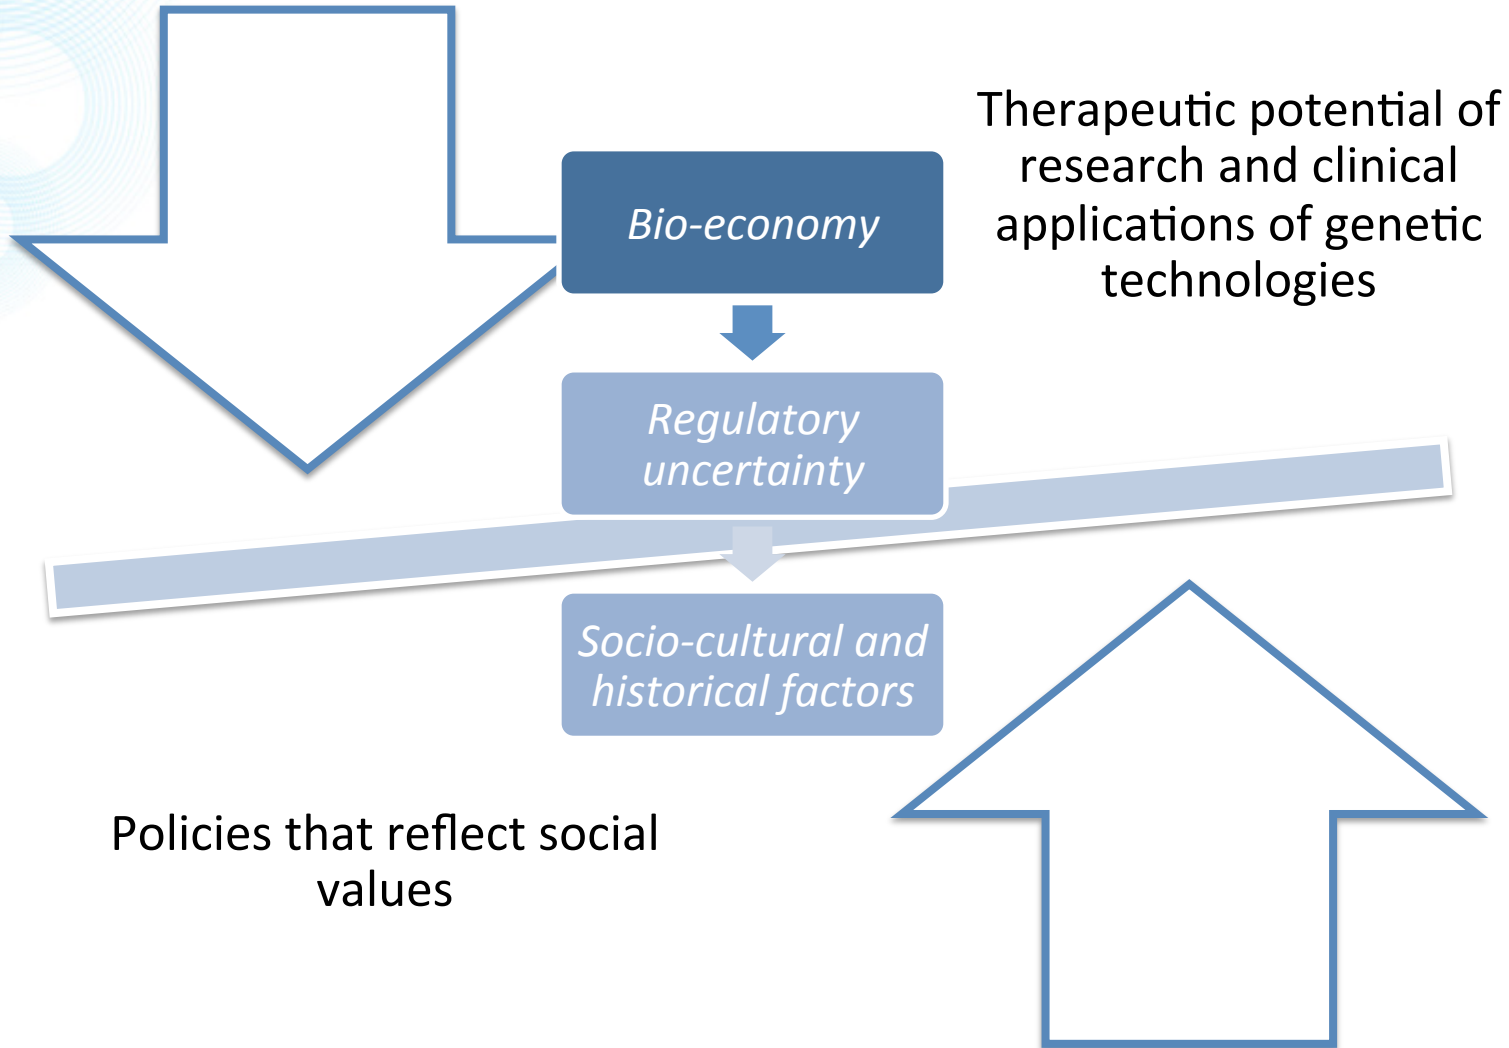 Therapeutic potential of
research and clinical
applications of genetic
technologies
Bio-economy
Regulatory
uncertainty
Socio-cultural and
historical factors
Policies that reflect social
values